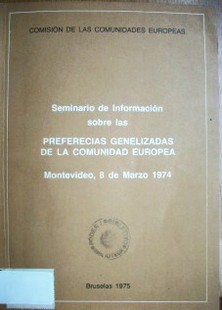 COMISIÓN DE LAS COMUNIDADES EUROPEAS
Seminario de Información
sobre las
PREFERECIAS GENELIZADAS
DE LA COMUNIDAD EUROPEA
Montevideo, 8 de Marzo 1974
Bruselas 1975